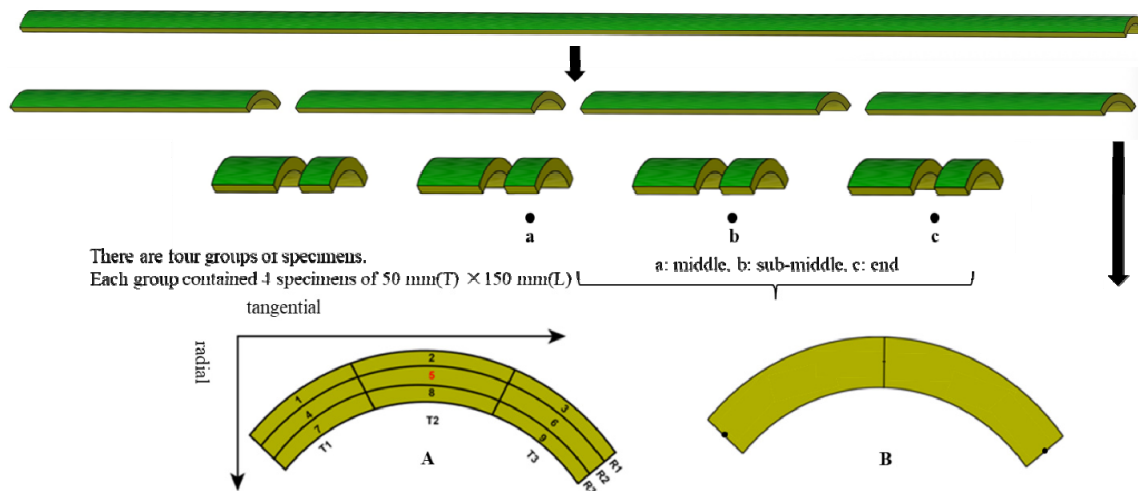 a
b
c
There are four groups of specimens.
Each group contained 4 specimens of 50 mm(T) ×150 mm(L)
a: middle, b: sub-middle, c: end
tangential
radial
2
5
8
1
4
7
3
6
9
T1
T2
T3
R1
R2
R3
A
B